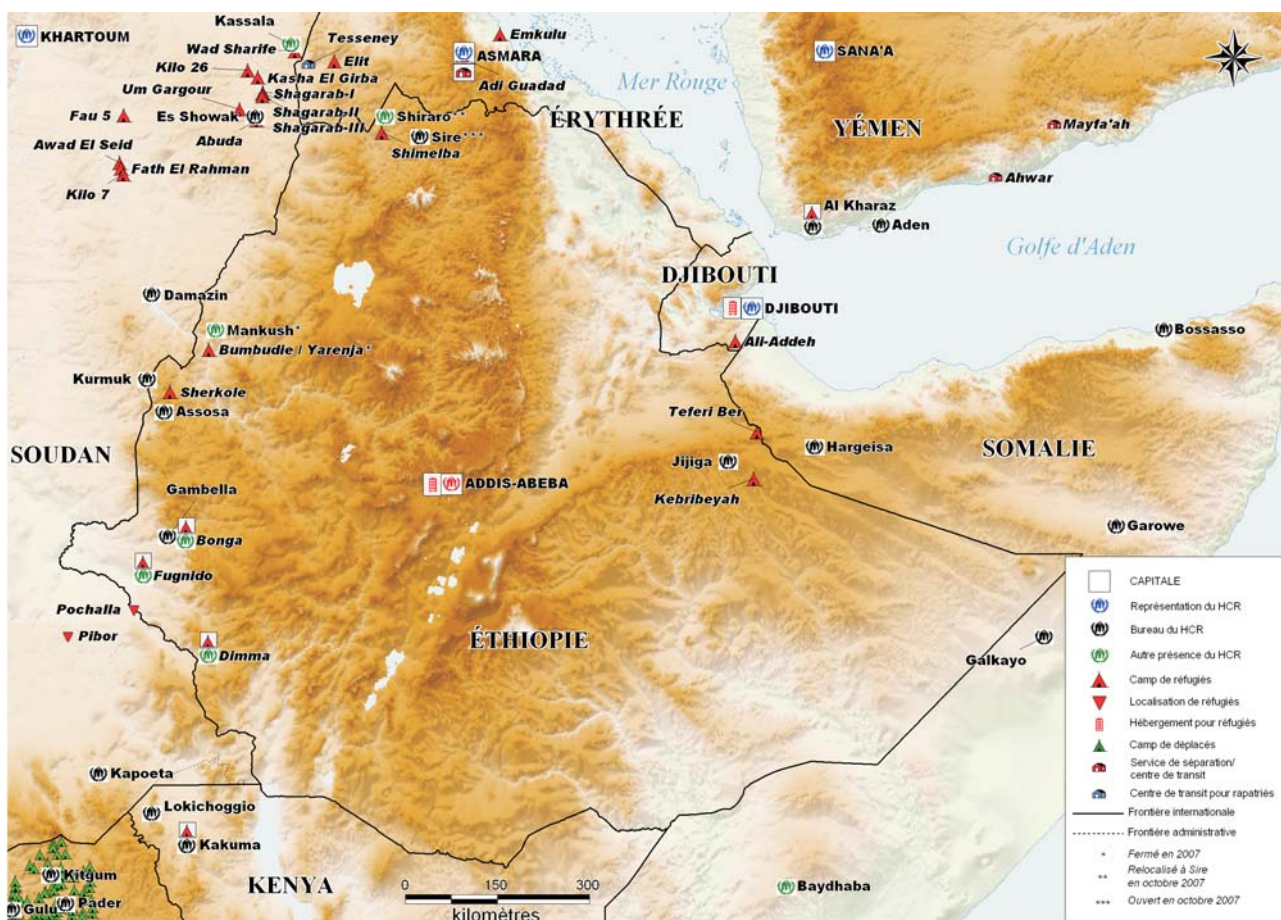 KHARTOUM
Kassala
Wad Sharife
Tesseney
Elit
Emkulu
ASMARA
Adi Guadad
SANA'A
Kilo 26
Kasha El Girba
Shagarab-I
Um Gargour
Shagarab-II
Fau 5
Es Showak
Shagarab-III
Abuda
Shiraro**
Sire***
Shimelba
Mer Rouge
ÉRYTHRÉE
YÉMEN
Mayfa'ah
Ahwar
Awad El Seid
Fath El Rahman
Kilo 7
Al Kharaz
Aden
Golfe d'Aden
DJIBOUTI
DJIBOUTI
Damazin
Mankush*
Bumbudie / Yarenja*
Ali-Addeh
Bossasso
Kurmuk
Sherkole
Assosa
Teferi Ber
SOUDAN
Jijiga
Hargeisa
SOMALIE
Kebribeyah
ADDIS-ABEBA
Gambella
Bonga
Garowe
Fugnido
Pochalla
Pibor
Dimma
ÉTHIOPIE
Galkayo
Kapoeta
Lokichoggio
Kakuma
Kitgum
Pader
Gulu
KENYA
0 150 300
kilomètres
Baydhaba
CAPITALE
Représentation du HCR
Bureau du HCR
Autre présence du HCR
Camp de réfugiés
Localisation de réfugiés
Hébergement pour réfugiés
Camp de déplacés
Service de séparation/
centre de transit
Centre de transit pour rapatriés
Frontière internationale
Frontière administrative
* Fermé en 2007
** Relocalisé à Sire
en octobre 2007
*** Ouvert en octobre 2007